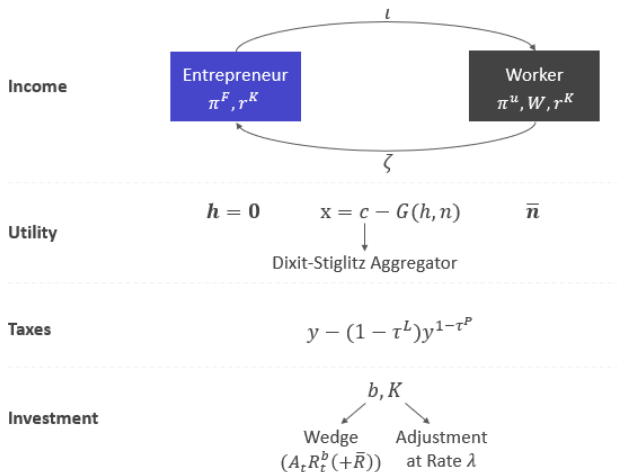 ι
Entrepreneur
π^F, r^K
Worker
π^u, W, r^K
Income
ζ
h = 0
x = c − G(h, n)
n̅
Utility
Dixit-Stiglitz Aggregator
Taxes
y − (1 − τ^L)y^{1−τ^P}
b, K
Investment
Wedge
(A_t R_t^b (+R̅))
Adjustment
at Rate λ